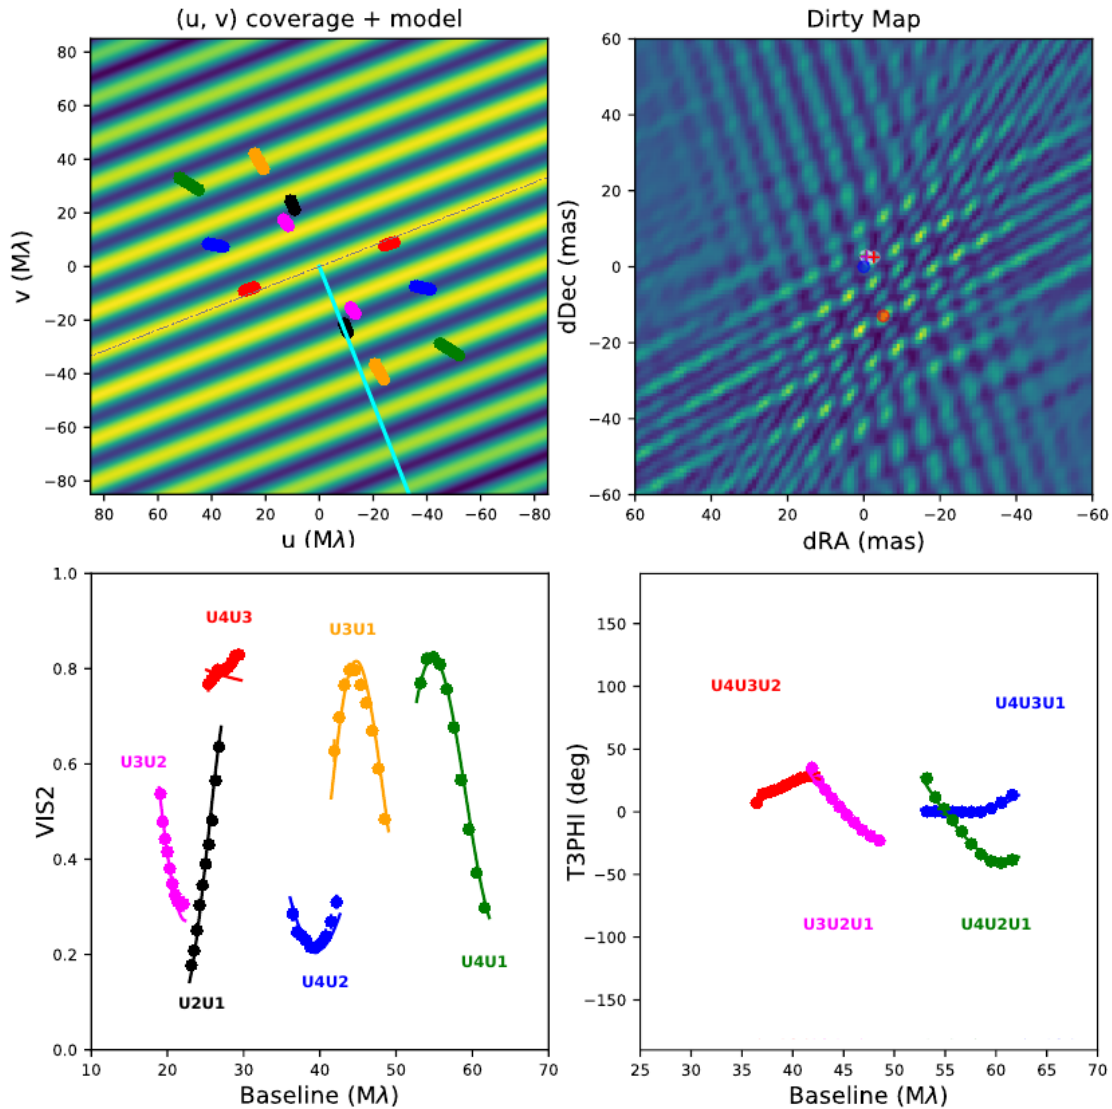 (u, v) coverage + model
80
60
40
20
0
−20
−40
−60
−80
v (Mλ)
80 60 40 20 0 −20 −40 −60 −80
u (Mλ)
Dirty Map
60
40
20
0
−20
−40
−60
dDec (mas)
60 40 20 0 −20 −40 −60
dRA (mas)
1.0
0.8
0.6
0.4
0.2
0.0
VIS2
U4U3
U3U1
U3U2
U4U2
U4U1
U2U1
10 20 30 40 50 60 70
Baseline (Mλ)
150
100
50
0
−50
−100
−150
T3PHI (deg)
U4U3U2
U4U3U1
U3U2U1
U4U2U1
25 30 35 40 45 50 55 60 65 70
Baseline (Mλ)